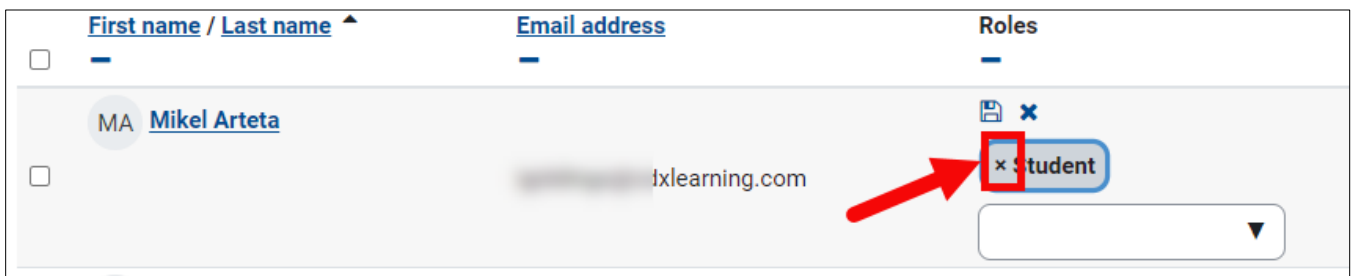 First name / Last name ▲ Email address Roles
MA Mikel Arteta
× Student
dxlearning.com